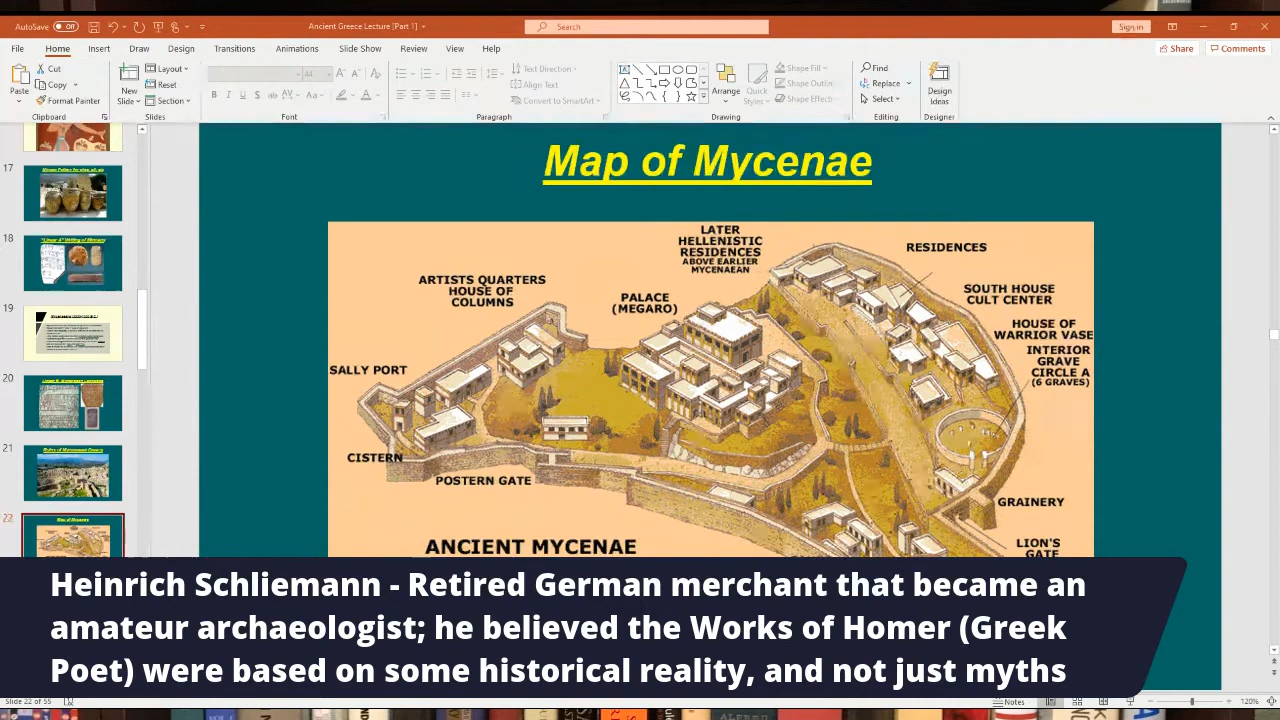 AutoSave Off
Ancient Greece Lecture [Part 1]
Search
Sign in
File Home Insert Draw Design Transitions Animations Slide Show Review View Help
Share Comments
Paste
Cut
Copy
Format Painter
Clipboard
New
Slide
Layout
Reset
Section
Slides
44
Font
Text Direction
Align Text
Convert to SmartArt
Paragraph
Arrange
Quick
Styles
Shape Fill
Shape Outlin
Shape Effect
Drawing
Find
Replace
Select
Editing
Design
Ideas
Designer
17
18
19
20
21
22
Map of Mycenae
Map of Mycenae
LATER
HELLENISTIC
RESIDENCES
ABOVE EARLIER
MYCENAEAN
RESIDENCES
ARTISTS QUARTERS
HOUSE OF
COLUMNS
PALACE
(MEGARO)
SOUTH HOUSE
CULT CENTER
HOUSE OF
WARRIOR VASE
INTERIOR
GRAVE
CIRCLE A
(6 GRAVES)
SALLY PORT
CISTERN
POSTERN GATE
GRAINERY
LION'S
GATE
ANCIENT MYCENAE
Heinrich Schliemann - Retired German merchant that became an
amateur archaeologist; he believed the Works of Homer (Greek
Poet) were based on some historical reality, and not just myths
Slide 22 of 55
Notes
120%